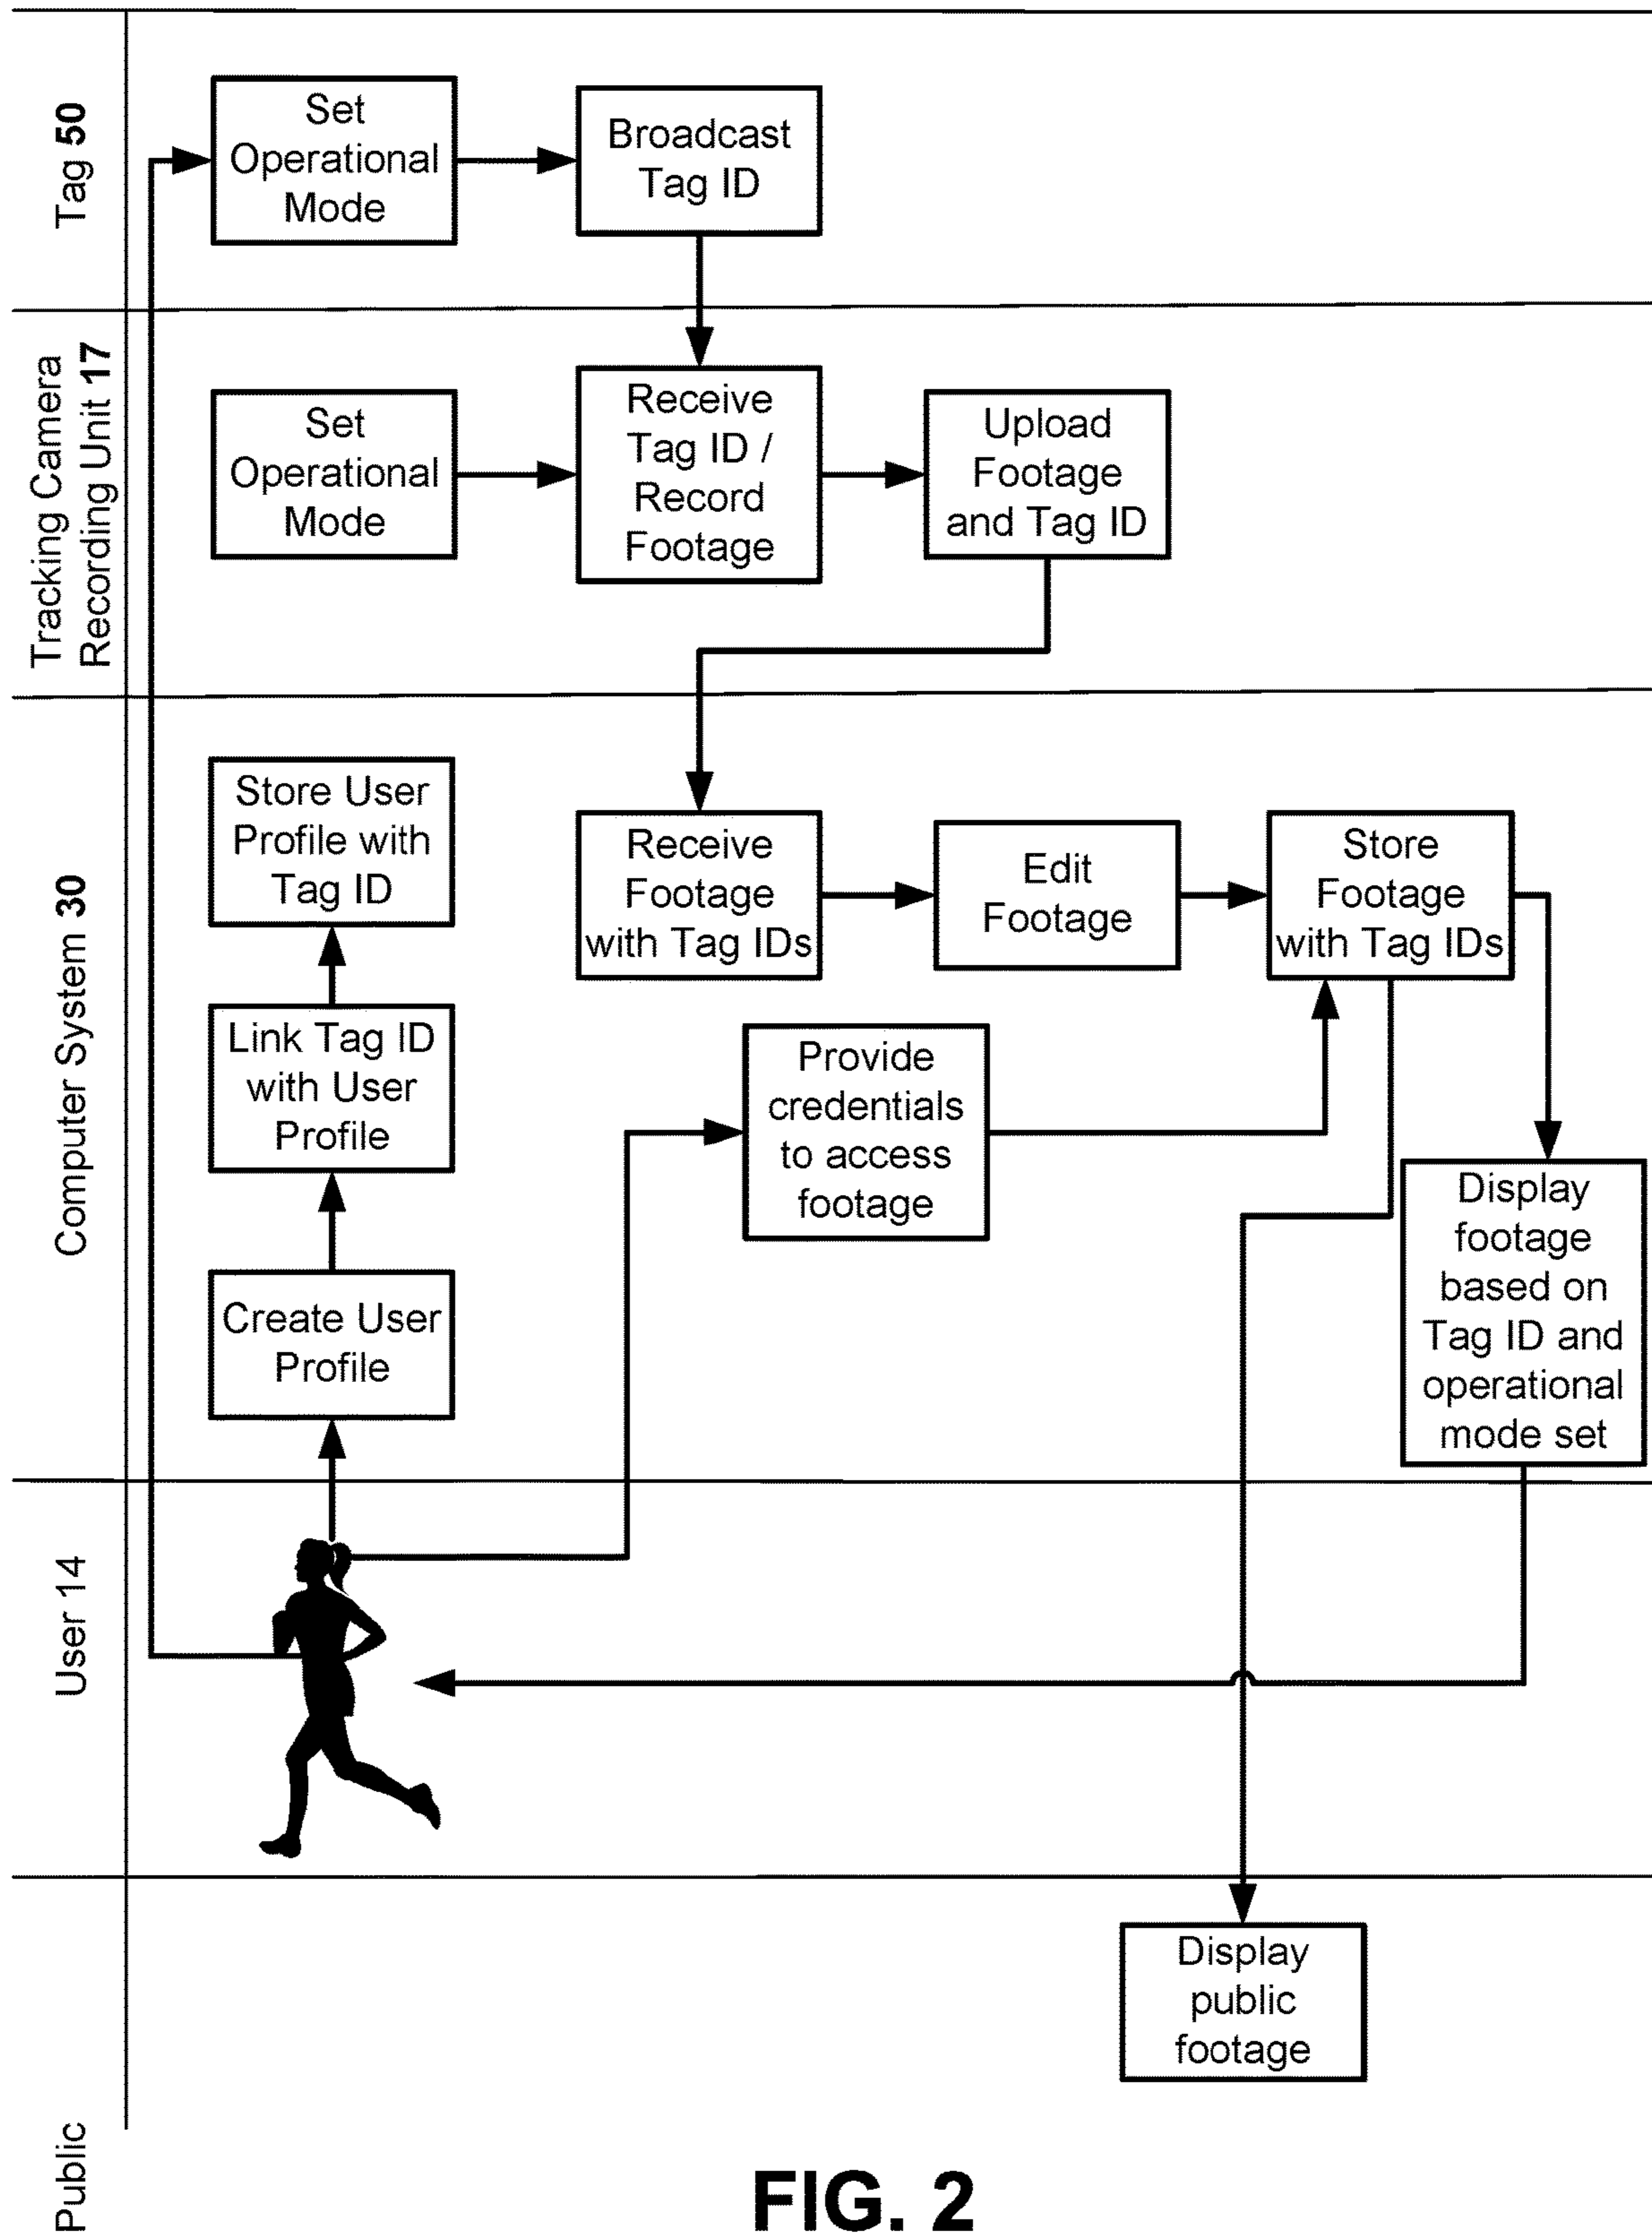 Tag 50
Set
Operational
Mode
Broadcast
Tag ID
Tracking Camera
Recording Unit 17
Set
Operational
Mode
Receive
Tag ID /
Record
Footage
Upload
Footage
and Tag ID
Computer System 30
Store User
Profile with
Tag ID
Link Tag ID
with User
Profile
Create User
Profile
Receive
Footage
with Tag IDs
Edit
Footage
Store
Footage
with Tag IDs
Provide
credentials
to access
footage
Display
footage
based on
Tag ID and
operational
mode set
User 14
Public
Display
public
footage
FIG. 2